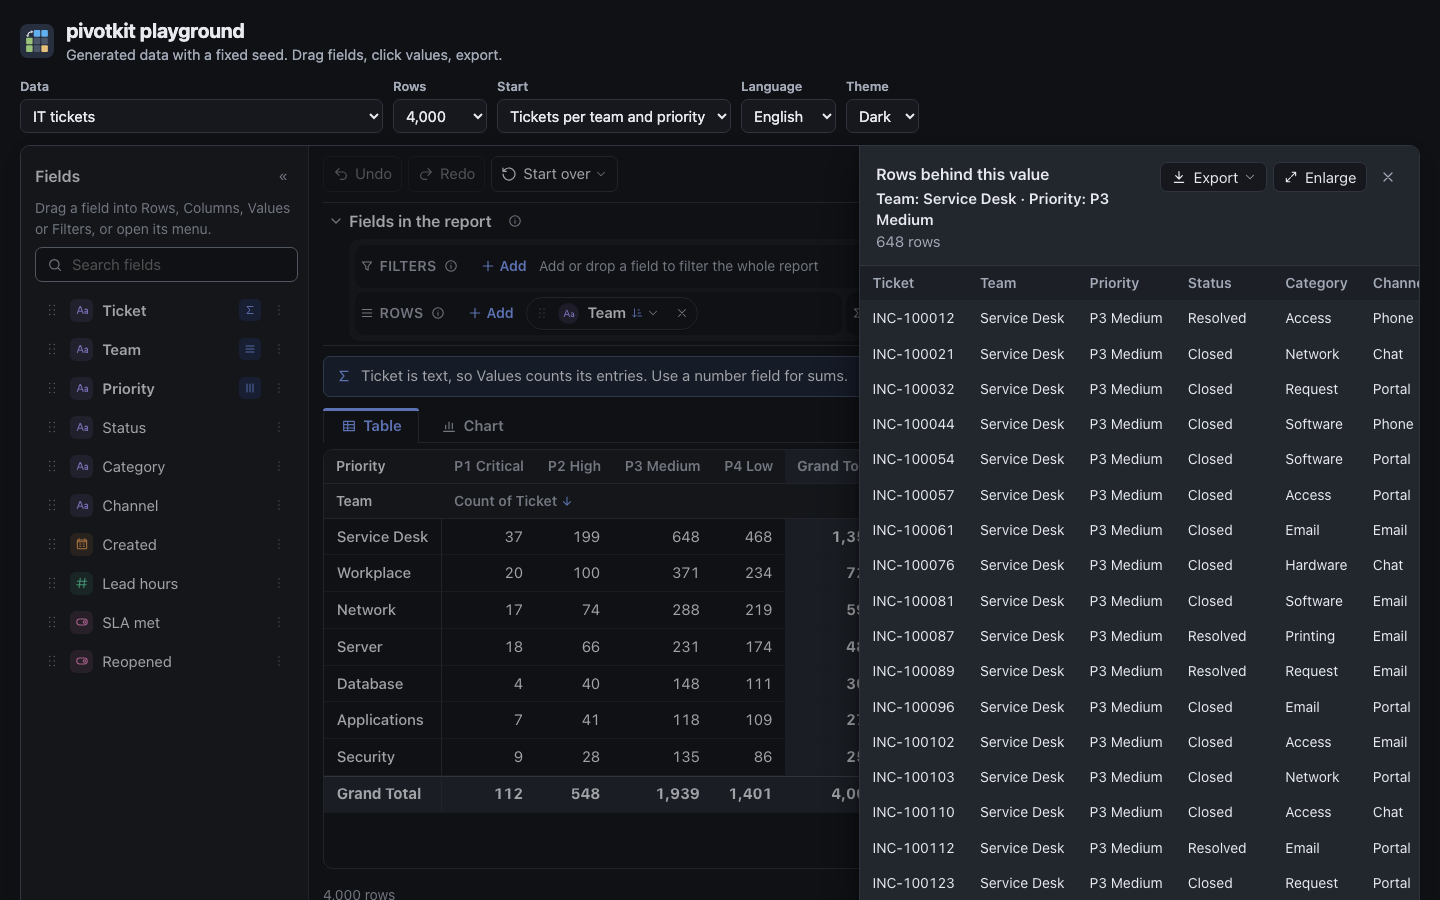 pivotkit playground
Generated data with a fixed seed. Drag fields, click values, export.
Data Rows Start Language Theme
IT tickets 4,000 Tickets per team and priority English Dark
Fields «
Drag a field into Rows, Columns, Values
or Filters, or open its menu.
Search fields
Aa Ticket Σ
Aa Team
Aa Priority
Aa Status
Aa Category
Aa Channel
Created
# Lead hours
SLA met
Reopened
Undo Redo Start over
Fields in the report
FILTERS + Add Add or drop a field to filter the whole report
ROWS + Add Aa Team
Σ Ticket is text, so Values counts its entries. Use a number field for sums.
Table Chart
Priority P1 Critical P2 High P3 Medium P4 Low Grand
Team Count of Ticket ↓
Service Desk 37 199 648 468
Workplace 20 100 371 234
Network 17 74 288 219
Server 18 66 231 174
Database 4 40 148 111
Applications 7 41 118 109
Security 9 28 135 86
Grand Total 112 548 1,939 1,401
4,000 rows
Rows behind this value Export Enlarge
Team: Service Desk · Priority: P3
Medium
648 rows
Ticket Team Priority Status Category
INC-100012 Service Desk P3 Medium Resolved Access Phone
INC-100021 Service Desk P3 Medium Closed Network Chat
INC-100032 Service Desk P3 Medium Closed Request Portal
INC-100044 Service Desk P3 Medium Closed Software Phone
INC-100054 Service Desk P3 Medium Closed Software Portal
INC-100057 Service Desk P3 Medium Closed Access Portal
INC-100061 Service Desk P3 Medium Closed Email Email
INC-100076 Service Desk P3 Medium Closed Hardware Chat
INC-100081 Service Desk P3 Medium Closed Software Email
INC-100087 Service Desk P3 Medium Resolved Printing Email
INC-100089 Service Desk P3 Medium Resolved Request Email
INC-100096 Service Desk P3 Medium Closed Email Portal
INC-100102 Service Desk P3 Medium Closed Access Email
INC-100103 Service Desk P3 Medium Closed Network Portal
INC-100110 Service Desk P3 Medium Closed Access Chat
INC-100112 Service Desk P3 Medium Resolved Email Portal
INC-100123 Service Desk P3 Medium Closed Request Portal